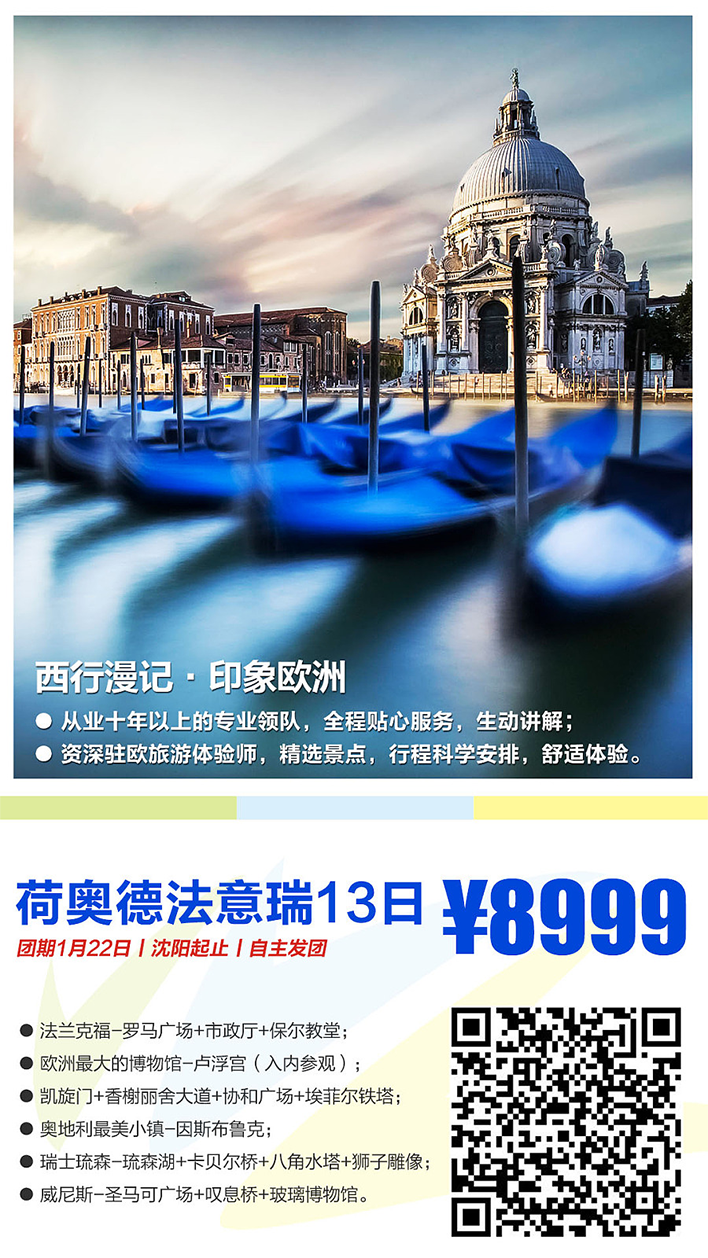 西行漫记·印象欧洲
● 从业十年以上的专业领队，全程贴心服务，生动讲解；
● 资深驻欧旅游体验师，精选景点，行程科学安排，舒适体验。
荷奥德法意瑞13日 ¥8999
团期1月22日丨沈阳起止丨自主发团
● 法兰克福-罗马广场+市政厅+保尔教堂；
● 欧洲最大的博物馆-卢浮宫（入内参观）；
● 凯旋门+香榭丽舍大道+协和广场+埃菲尔铁塔；
● 奥地利最美小镇-因斯布鲁克；
● 瑞士琉森-琉森湖+卡贝尔桥+八角水塔+狮子雕像；
● 威尼斯-圣马可广场+叹息桥+玻璃博物馆。